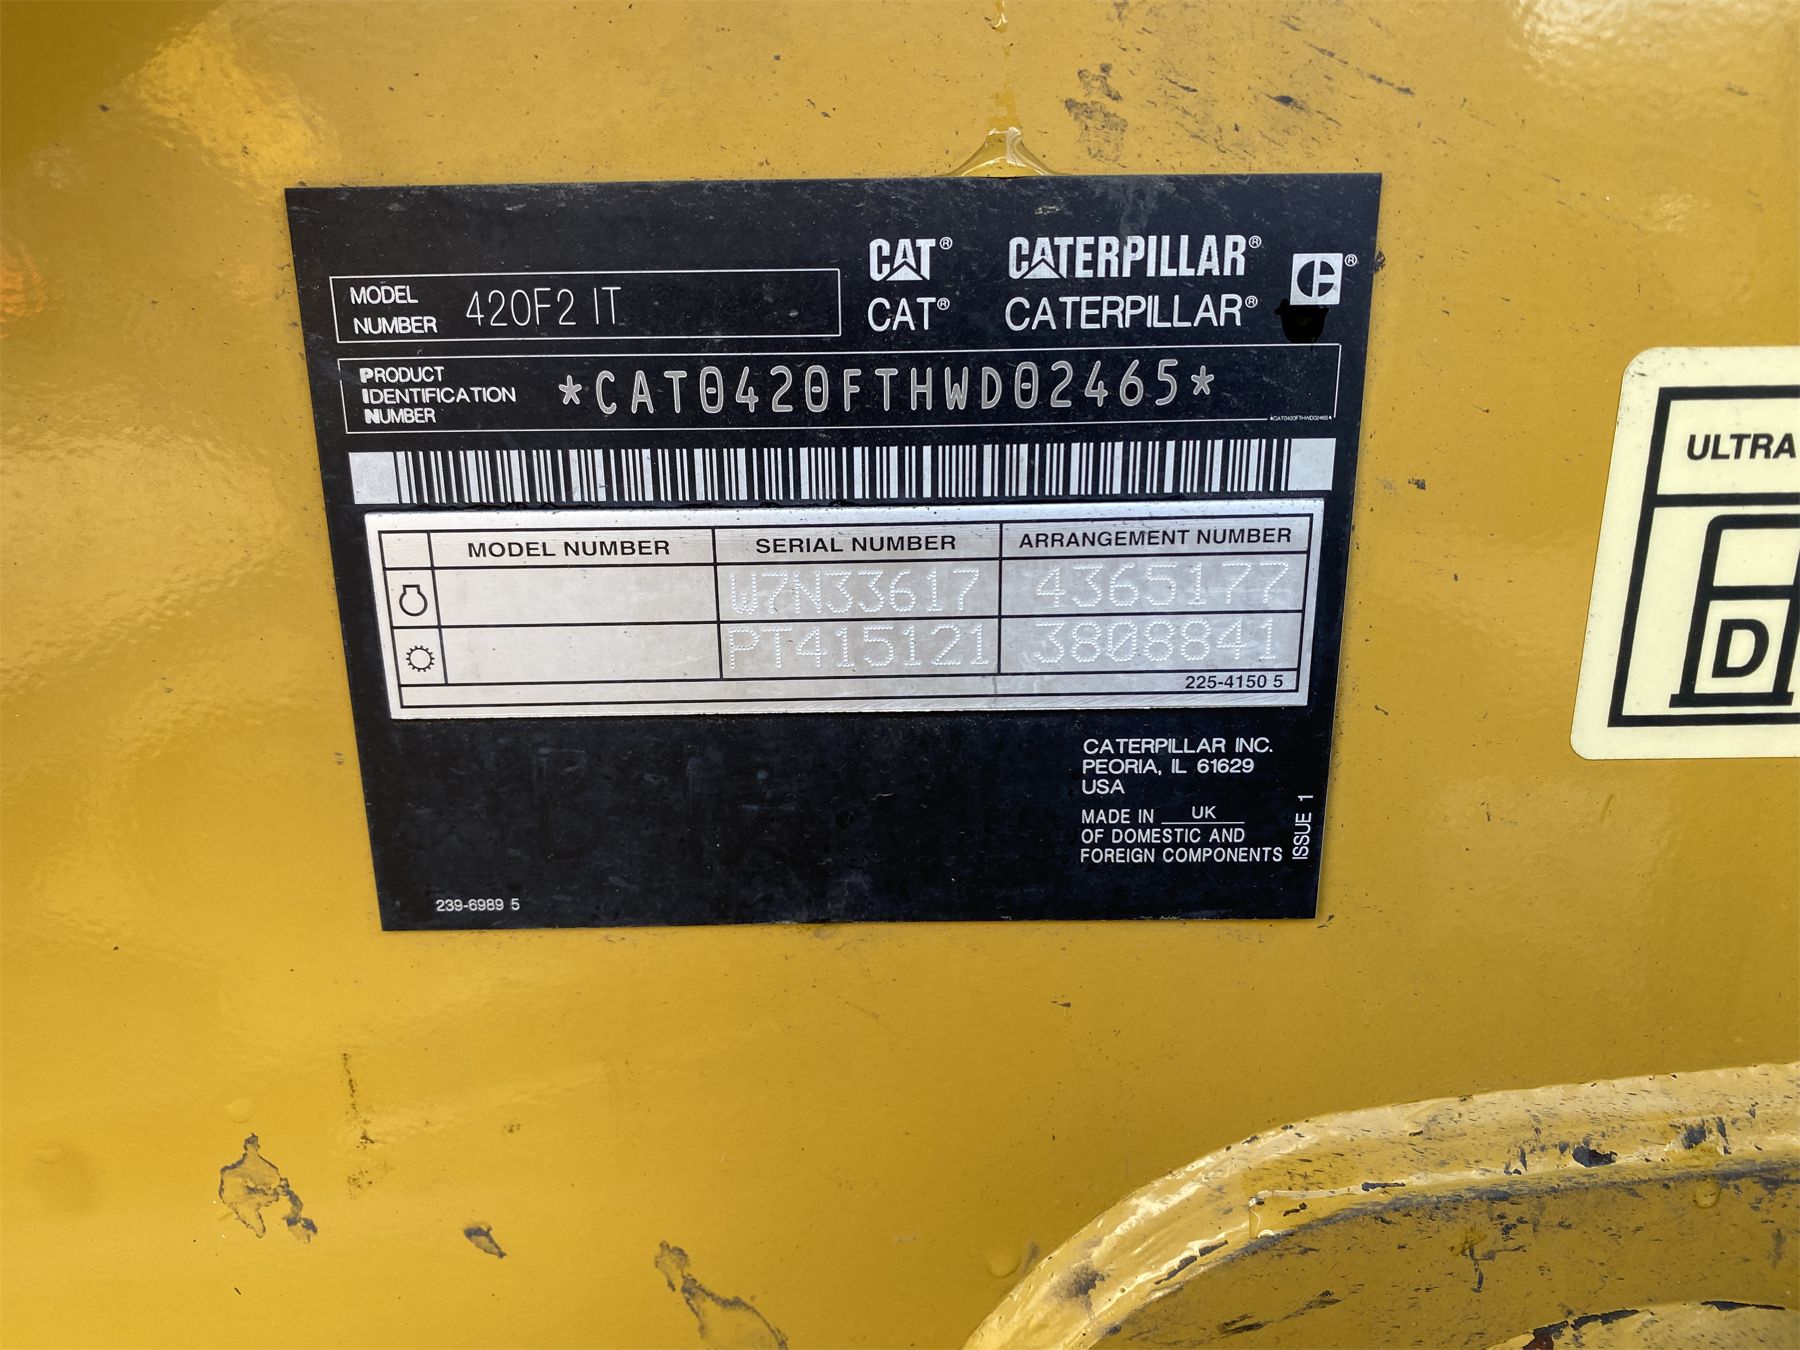 CAT® CATERPILLAR®
CAT® CATERPILLAR®
MODEL NUMBER 420F2 IT
PRODUCT
IDENTIFICATION
NUMBER
*CAT0420FTHWD02465*
*CAT0420FTHWD02465*
MODEL NUMBER SERIAL NUMBER ARRANGEMENT NUMBER
W7N33617 4365177
PT415121 3808841
225-4150 5
CATERPILLAR INC.
PEORIA, IL 61629
USA
MADE IN UK
OF DOMESTIC AND
FOREIGN COMPONENTS
ISSUE 1
239-6989 5
ULTRA
D